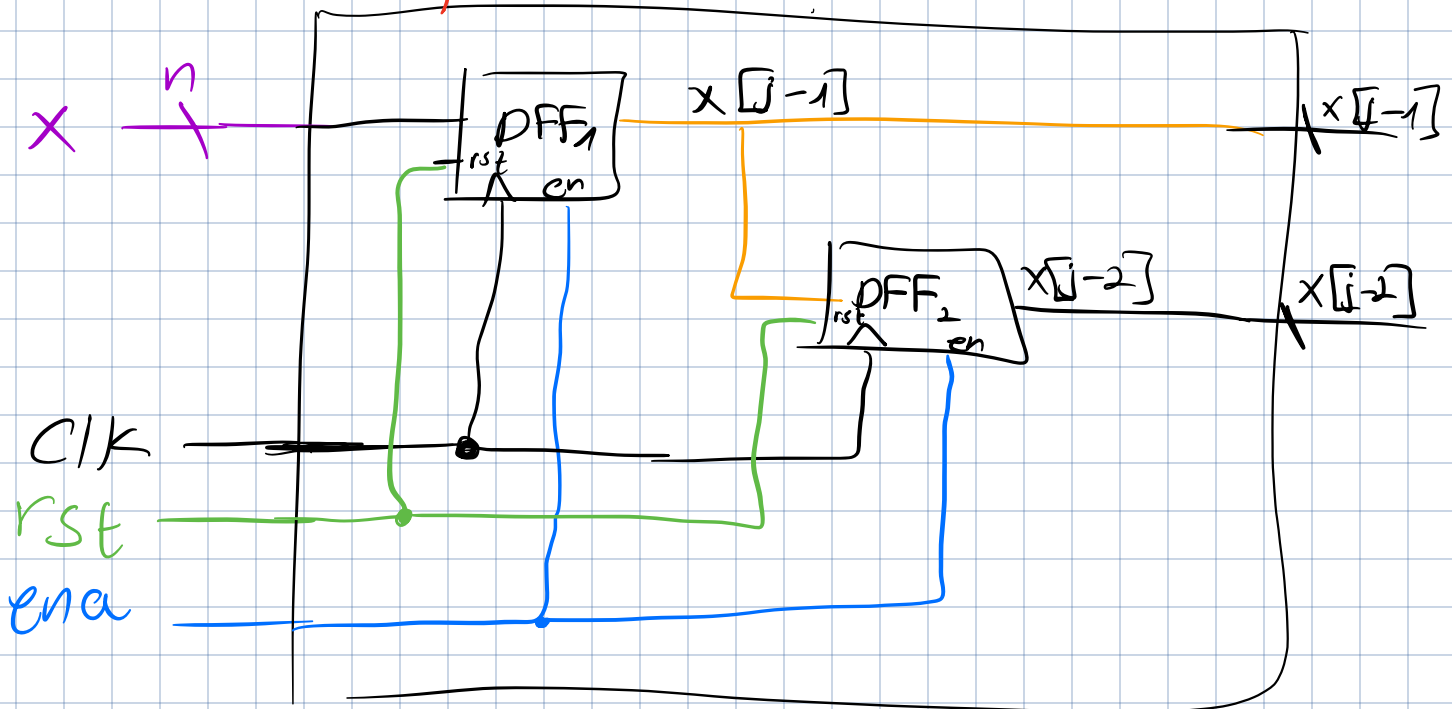 n
x
DFF1
rst
en
x[j-1]
x[j-1]
DFF2
rst
en
x[j-2]
x[j-2]
clk
rst
ena